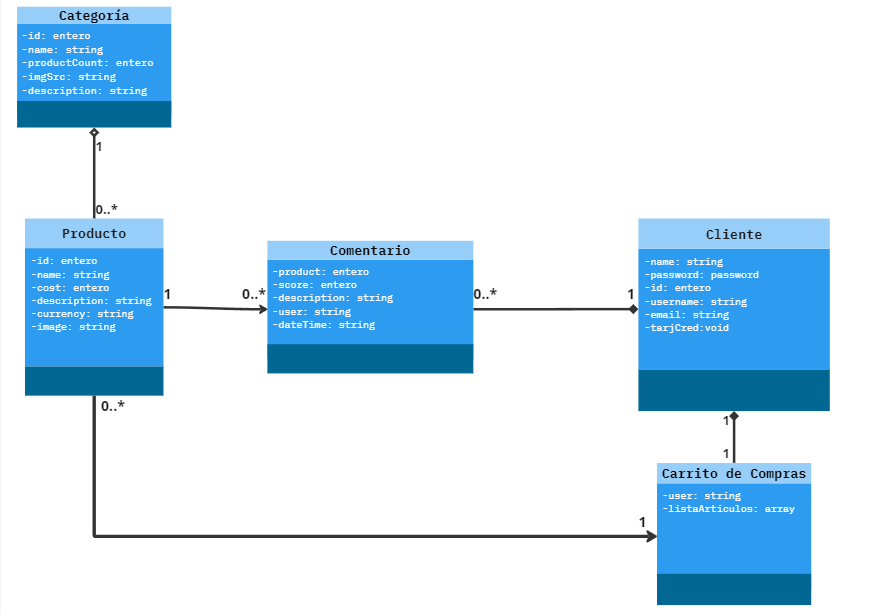 Categoría
-id: entero
-name: string
-productCount: entero
-imgSrc: string
-description: string
1
0..*
Producto
-id: entero
-name: string
-cost: entero
-description: string
-currency: string
-image: string
1
0..*
Comentario
-product: entero
-score: entero
-description: string
-user: string
-dateTime: string
0..*
1
Cliente
-name: string
-password: password
-id: entero
-username: string
-email: string
-tarjCred:void
0..*
1
1
1
Carrito de Compras
-user: string
-listaArticulos: array